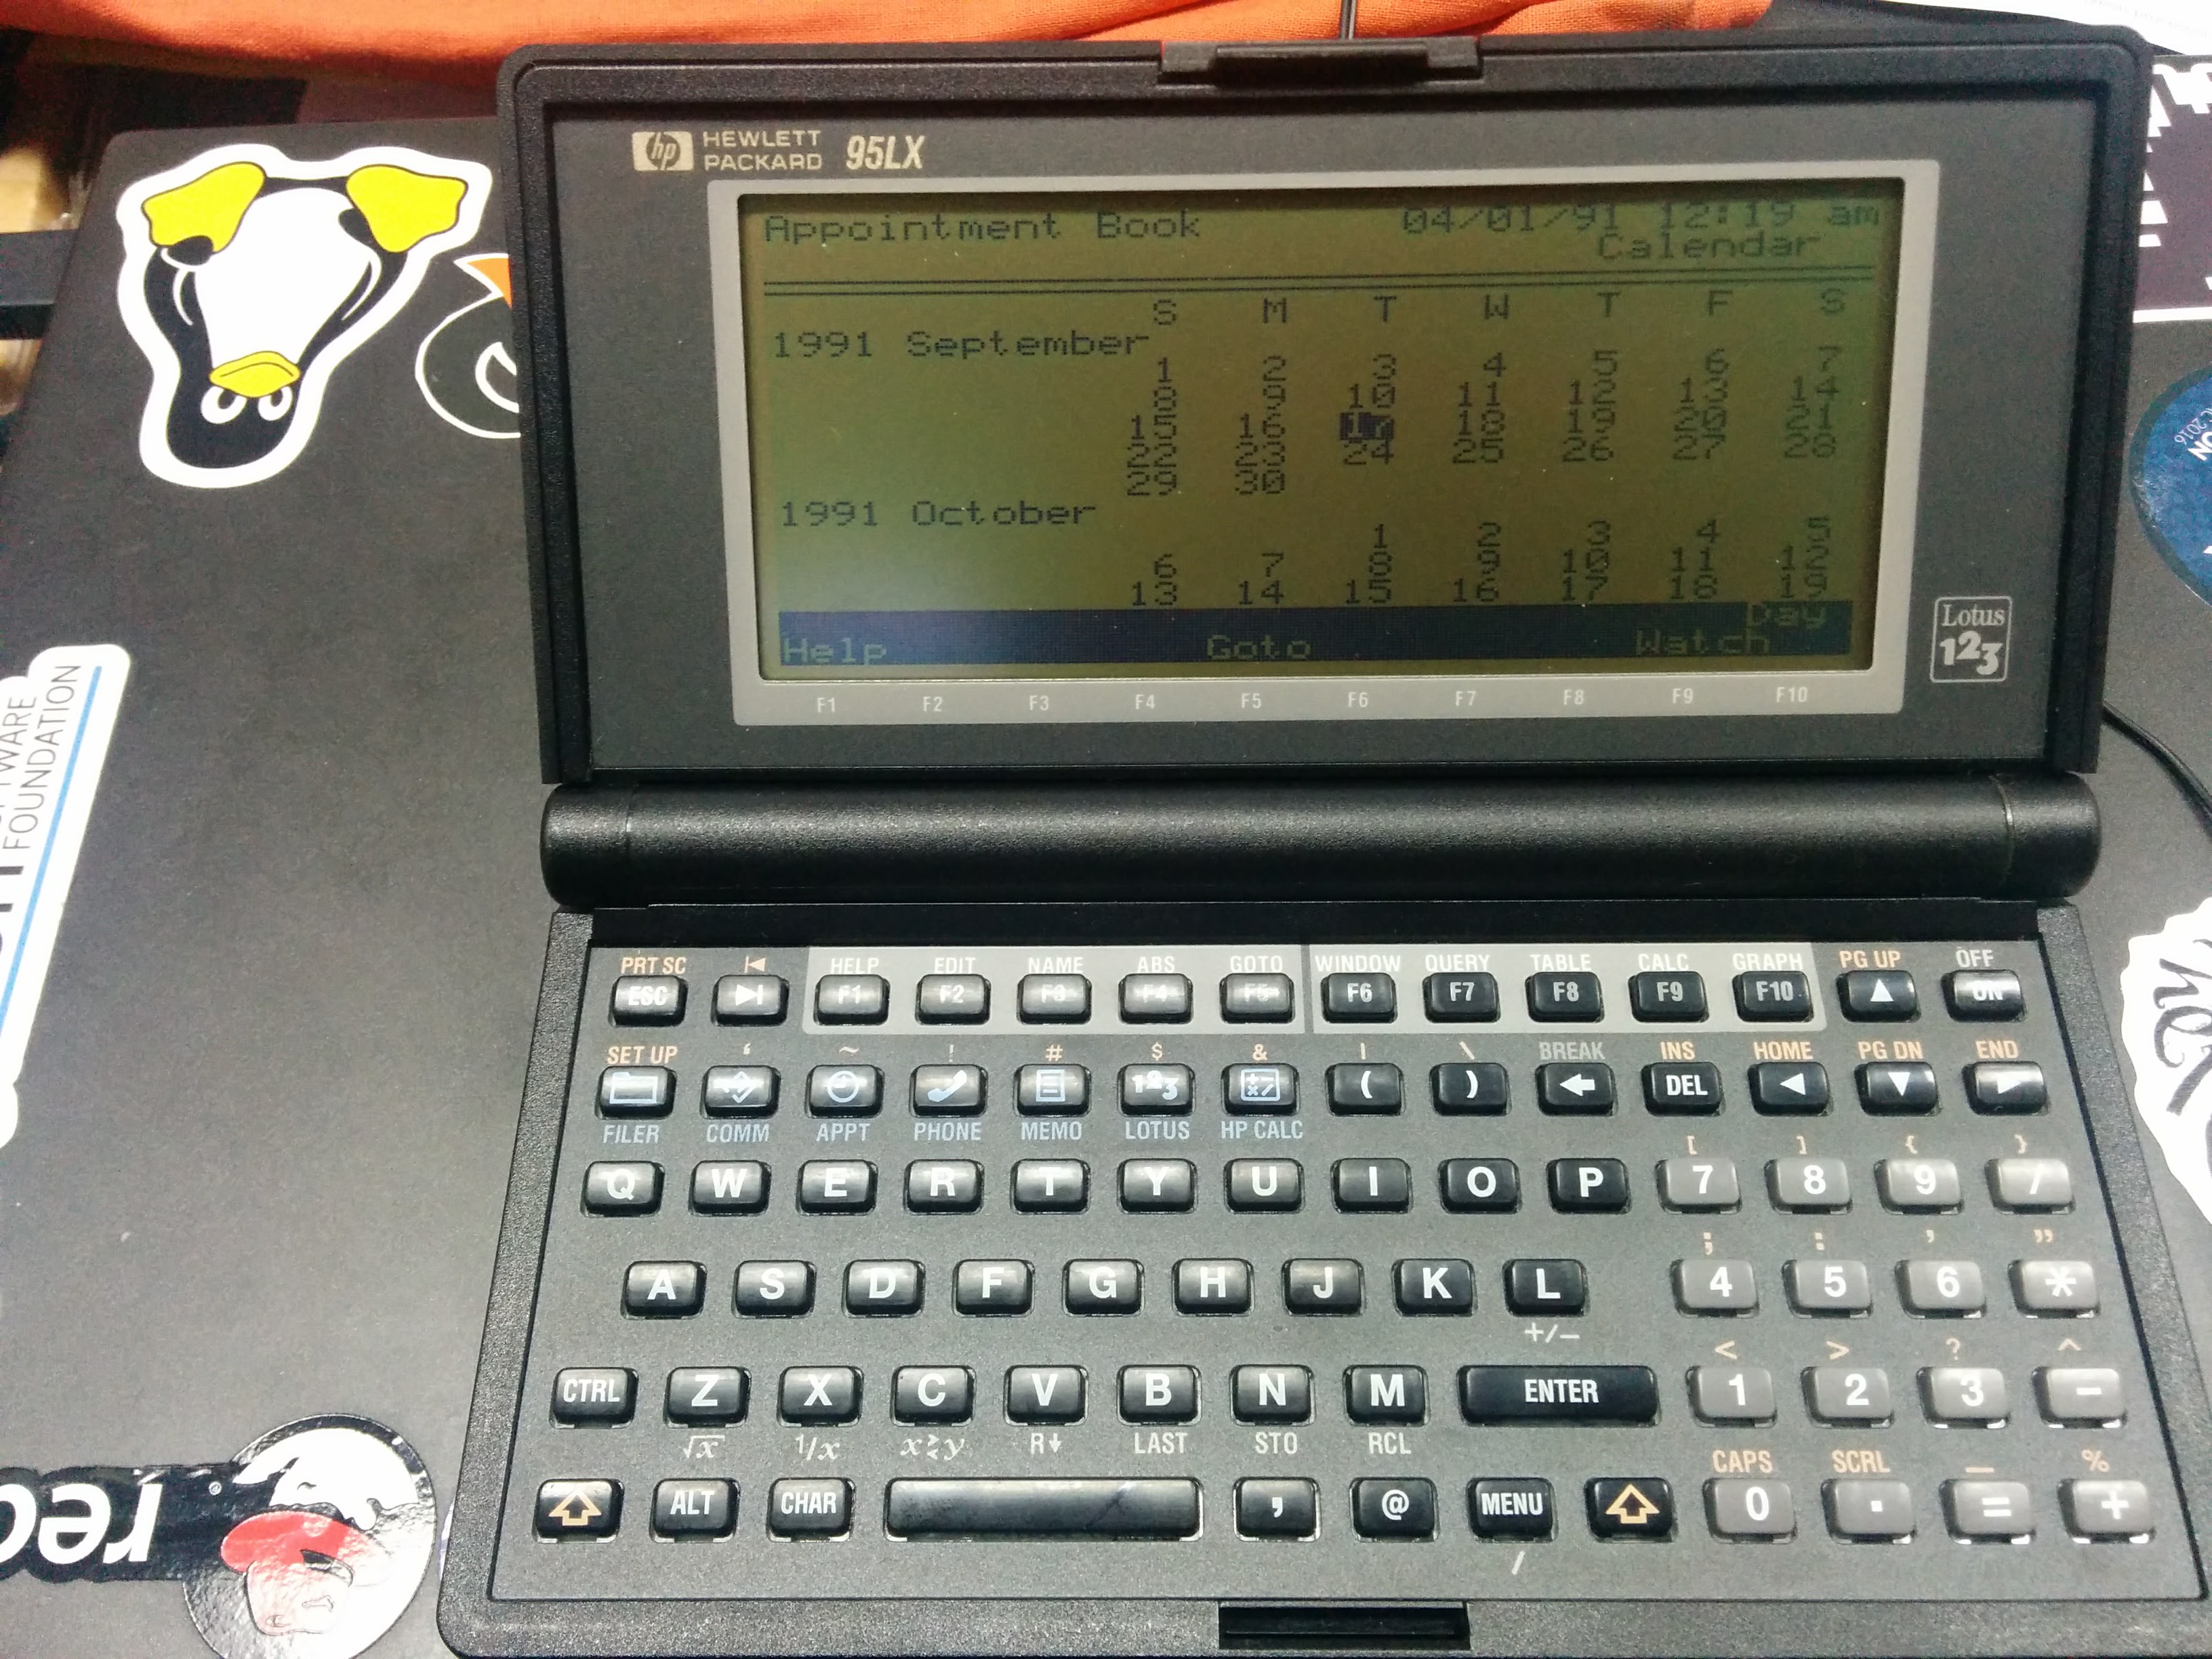 hp HEWLETT PACKARD 95LX
Appointment Book 04/01/91 12:19 am
Calendar
S M T W T F S
1991 September
1 2 3 4 5 6 7
8 9 10 11 12 13 14
15 16 17 18 19 20 21
22 23 24 25 26 27 28
29 30
1991 October
1 2 3 4 5
6 7 8 9 10 11 12
13 14 15 16 17 18 19
Day
Help Goto Watch
F1 F2 F3 F4 F5 F6 F7 F8 F9 F10
Lotus
123
PRT SC HELP EDIT NAME ABS GOTO WINDOW QUERY TABLE CALC GRAPH PG UP OFF
ESC F1 F2 F3 F4 F5 F6 F7 F8 F9 F10 ON
SET UP ‘ ~ ! # $ & | \ BREAK INS HOME PG DN END
123 ( ) DEL
FILER COMM APPT PHONE MEMO LOTUS HP CALC
[ ] { }
Q W E R T Y U I O P 7 8 9 /
; : ’ ”
A S D F G H J K L 4 5 6 *
+/−
< > ? ^
CTRL Z X C V B N M ENTER 1 2 3 −
√x 1/x x≷y R↓ LAST STO RCL
CAPS SCRL _ %
ALT CHAR , @ MENU 0 . = +
/
FOUNDATION
red
2016